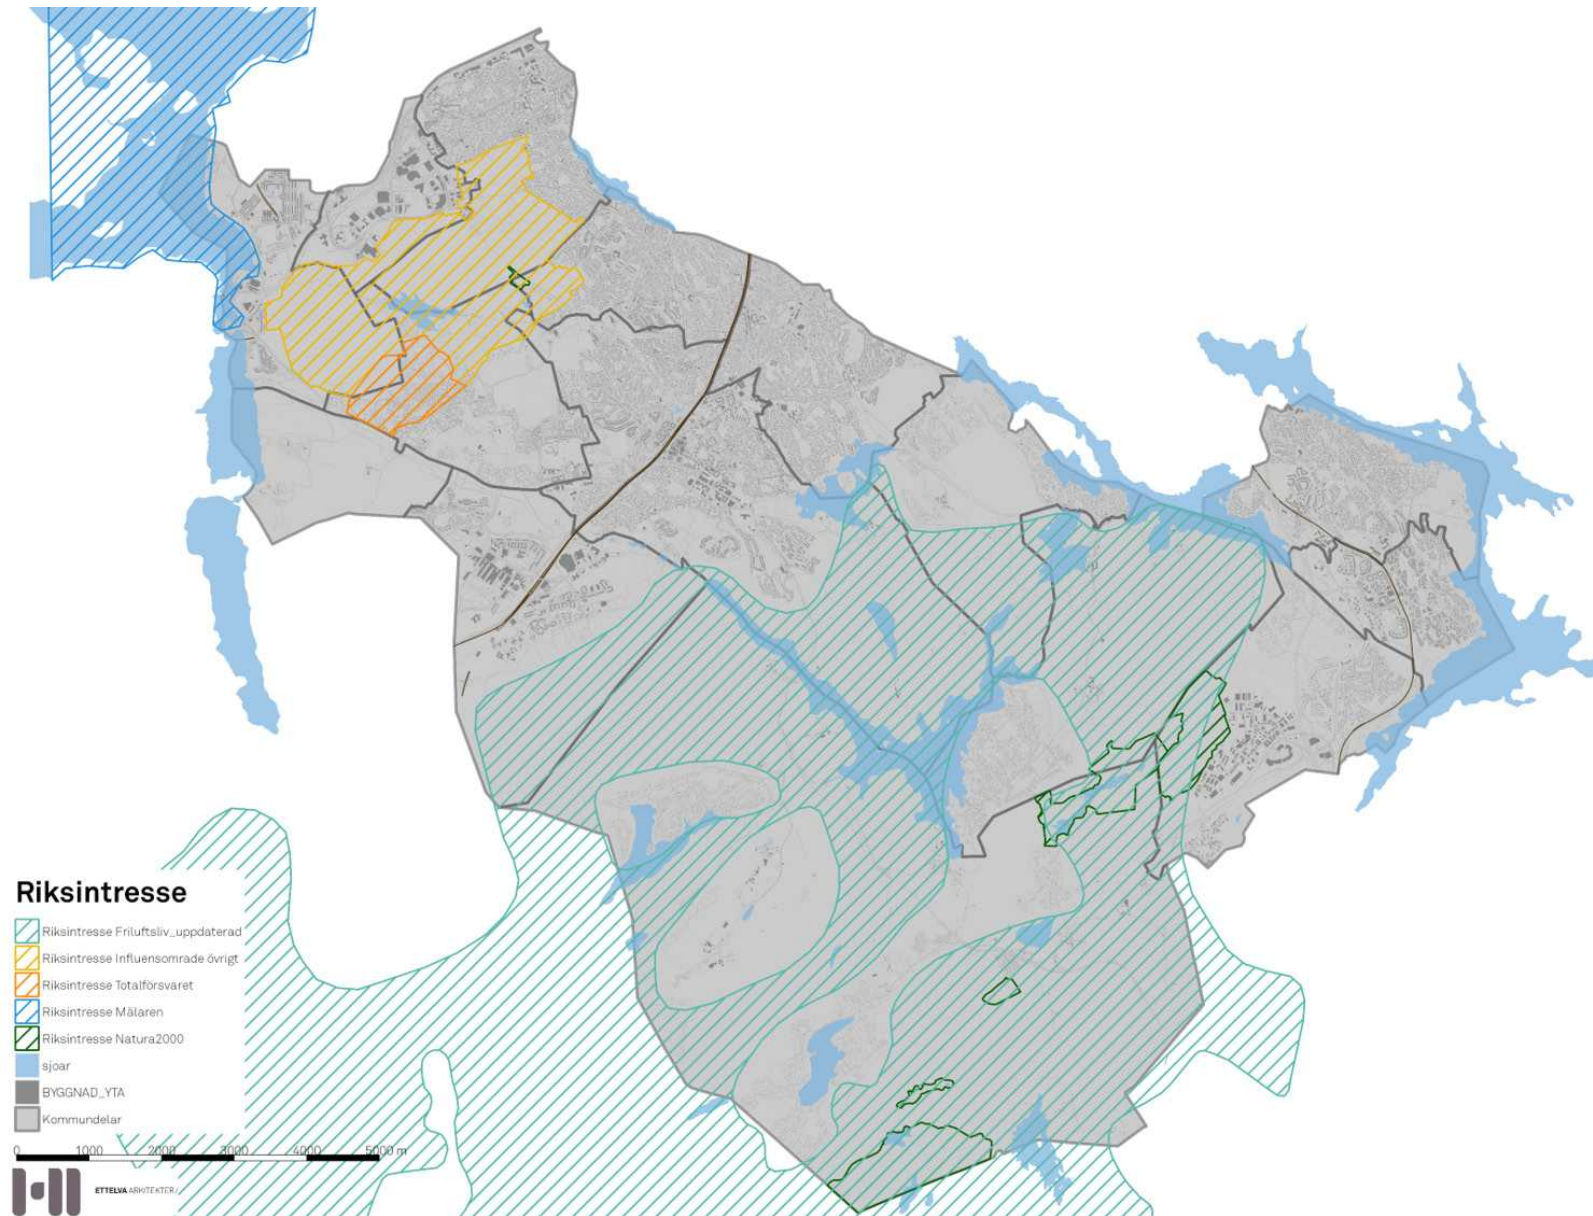 Riksintresse
Riksintresse Friluftsliv_uppdaterad
Riksintresse Influensomrade övrigt
Riksintresse Totalförsvaret
Riksintresse Mälaren
Riksintresse Natura2000
sjoar
BYGGNAD_YTA
Kommundelar
0 1000 2000 3000 4000 5000 m
ETTELVA ARKITEKTER/